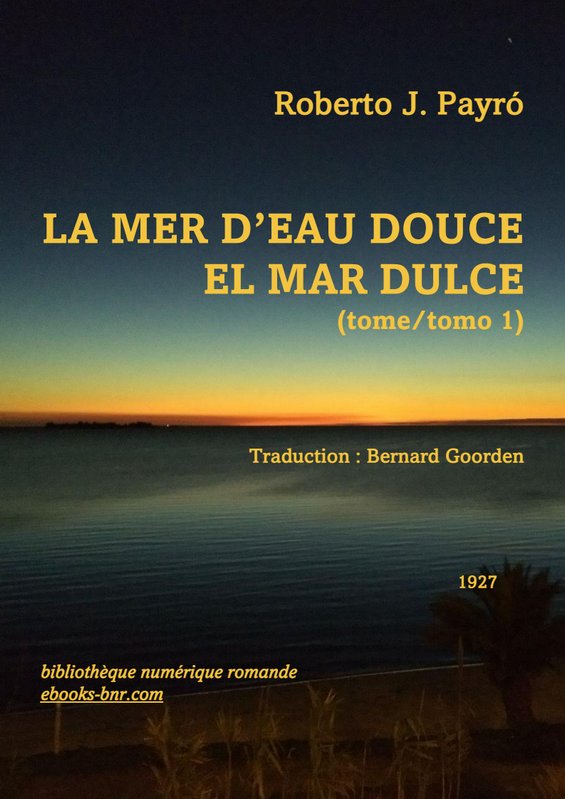 Roberto J. Payró
LA MER D’EAU DOUCE
EL MAR DULCE
(tome/tomo 1)
Traduction : Bernard Goorden
1927
bibliothèque numérique romande
ebooks-bnr.com